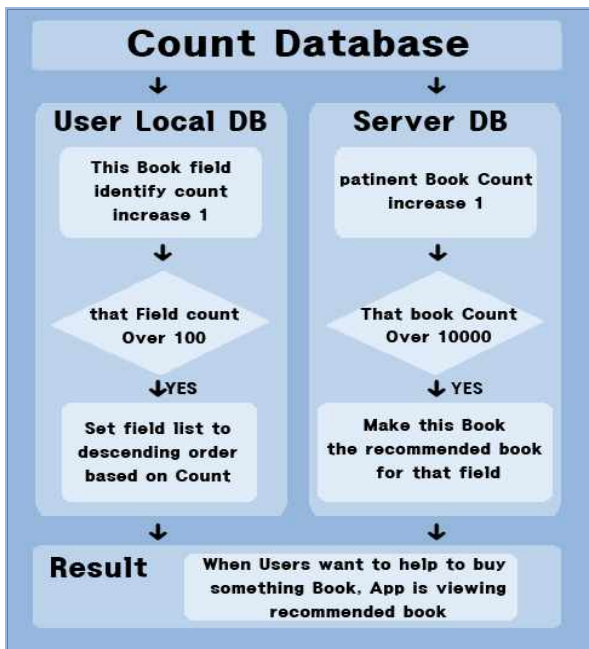 Count Database
User Local DB
This Book field
identify count
increase 1
that Field count
Over 100
YES
Set field list to
descending order
based on Count
Server DB
patinent Book Count
increase 1
That book Count
Over 10000
YES
Make this Book
the recommended book
for that field
Result
When Users want to help to buy
something Book, App is viewing
recommended book